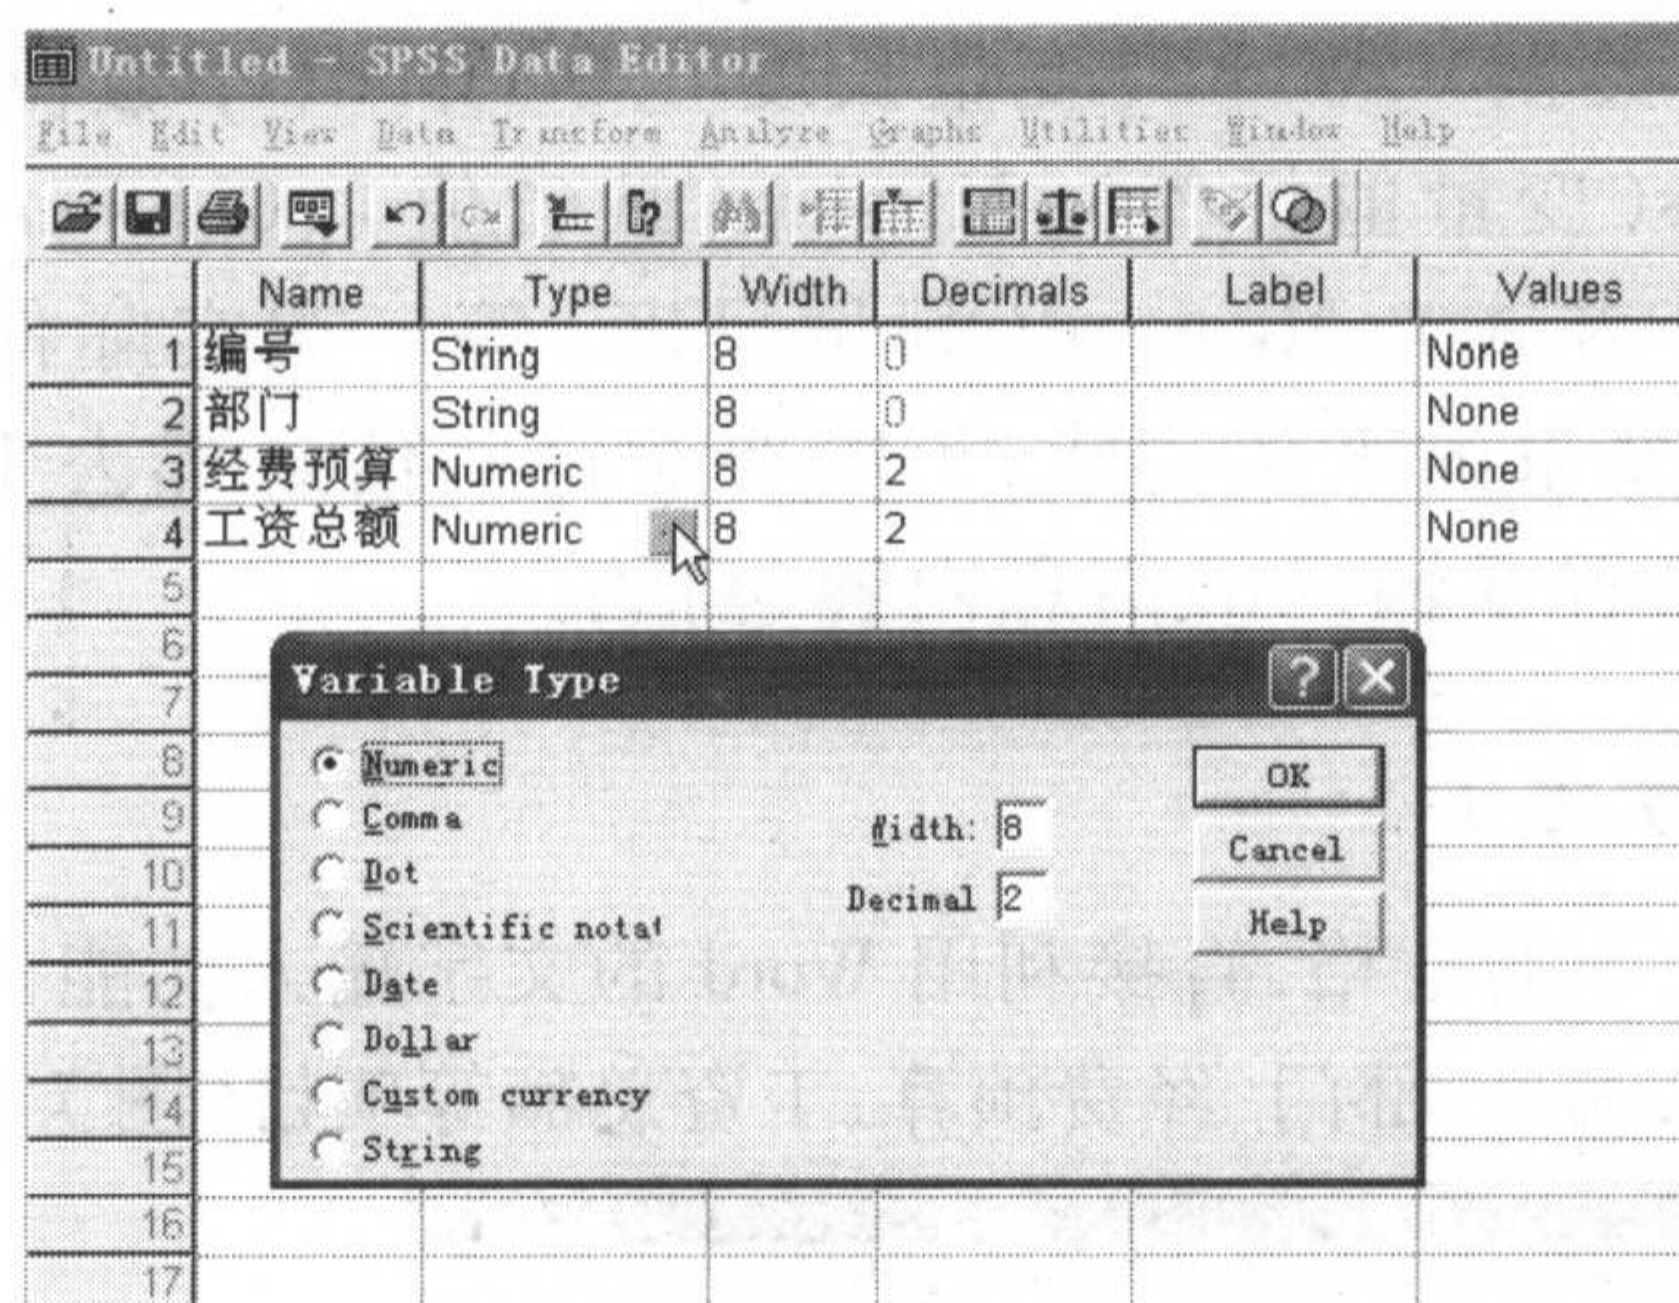 Untitled - SPSS Data Editor
File Edit View Data Transform Analyze Graphs Utilities Window Help
Name Type Width Decimals Label Values
1 编号 String 8 0 None
2 部门 String 8 0 None
3 经费预算 Numeric 8 2 None
4 工资总额 Numeric 8 2 None
5
6
7
8
9
10
11
12
13
14
15
16
17
Variable Type
Numeric
Comma
Dot
Scientific notat
Date
Dollar
Custom currency
String
Width: 8
Decimal 2
OK
Cancel
Help